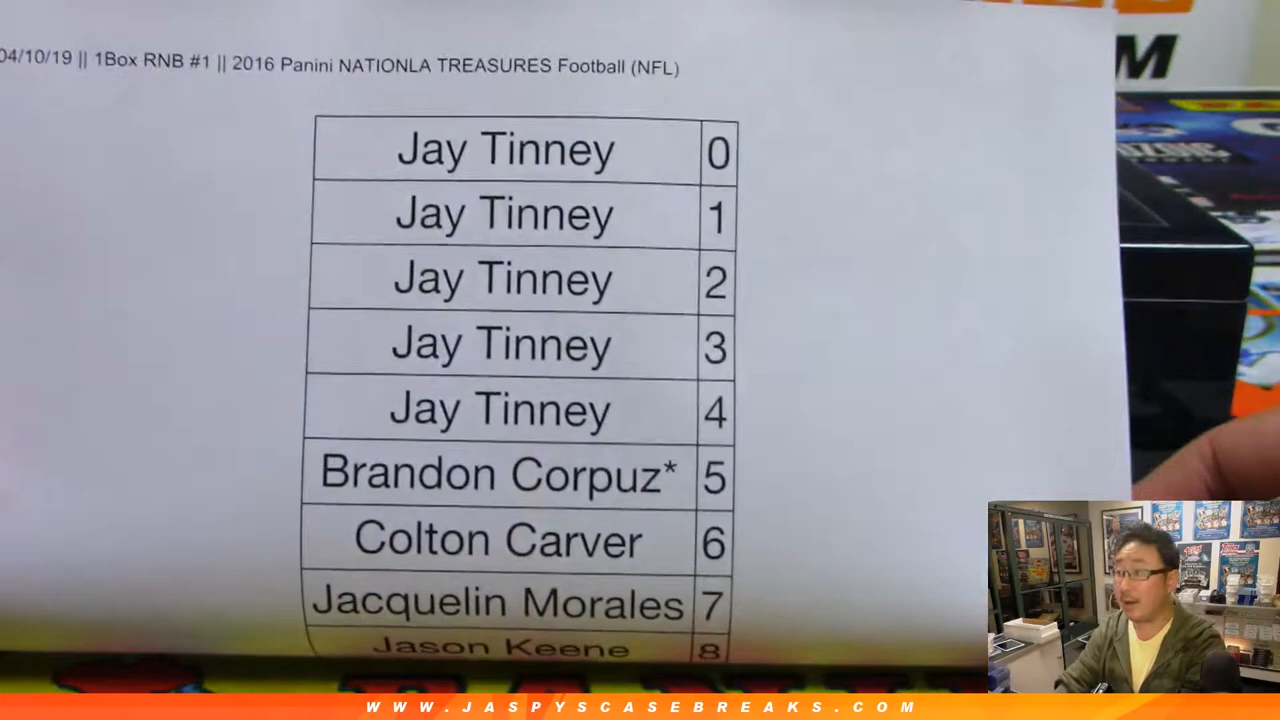 04/10/19 || 1Box RNB #1 || 2016 Panini NATIONLA TREASURES Football (NFL)
Jay Tinney 0
Jay Tinney 1
Jay Tinney 2
Jay Tinney 3
Jay Tinney 4
Brandon Corpuz* 5
Colton Carver 6
Jacquelin Morales 7
Jason Keene 8
WWW.JASPYSCASEBREAKS.COM